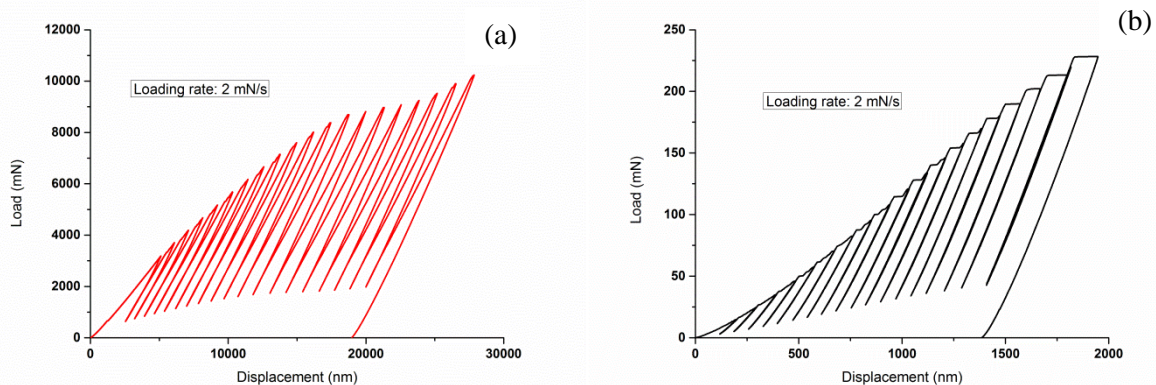 (a)
12000
10000
8000
6000
4000
2000
0
Load (mN)
Loading rate: 2 mN/s
0 10000 20000 30000
Displacement (nm)
(b)
250
200
150
100
50
0
Load (mN)
Loading rate: 2 mN/s
0 500 1000 1500 2000
Displacement (nm)